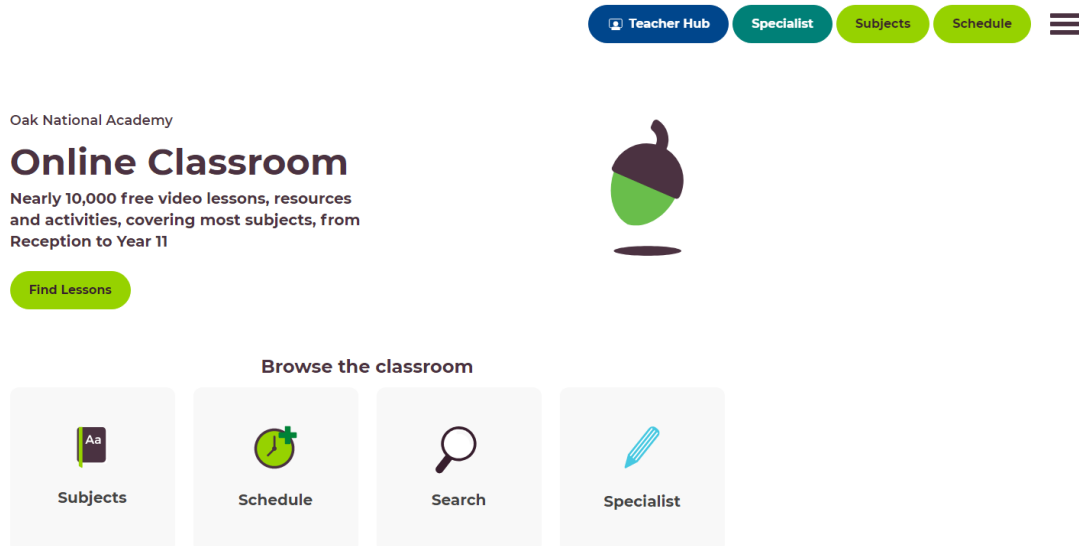 Teacher Hub
Specialist
Subjects
Schedule
Oak National Academy
Online Classroom
Nearly 10,000 free video lessons, resources
and activities, covering most subjects, from
Reception to Year 11
Find Lessons
Browse the classroom
Aa
Subjects
Schedule
Search
Specialist